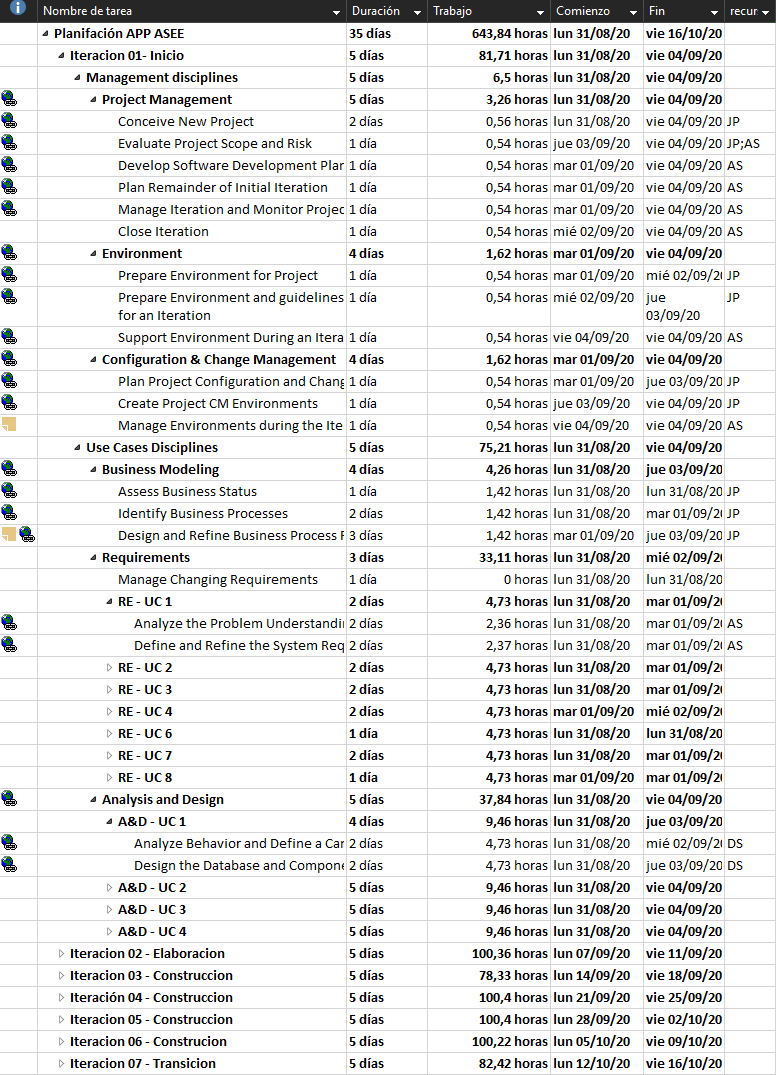 Nombre de tarea Duración Trabajo Comienzo Fin recur
Planifación APP ASEE 35 días 643,84 horas lun 31/08/20 vie 16/10/20
Iteracion 01- Inicio 5 días 81,71 horas lun 31/08/20 vie 04/09/20
Management disciplines 5 días 6,5 horas lun 31/08/20 vie 04/09/20
Project Management 5 días 3,26 horas lun 31/08/20 vie 04/09/20
Conceive New Project 2 días 0,56 horas lun 31/08/20 vie 04/09/20 JP
Evaluate Project Scope and Risk 1 día 0,54 horas jue 03/09/20 vie 04/09/20 JP;AS
Develop Software Development Plan 1 día 0,54 horas mar 01/09/20 vie 04/09/20 AS
Plan Remainder of Initial Iteration 1 día 0,54 horas mar 01/09/20 vie 04/09/20 AS
Manage Iteration and Monitor Projec 1 día 0,54 horas mar 01/09/20 vie 04/09/20 AS
Close Iteration 1 día 0,54 horas mié 02/09/20 vie 04/09/20 AS
Environment 4 días 1,62 horas mar 01/09/20 vie 04/09/20
Prepare Environment for Project 1 día 0,54 horas mar 01/09/20 mié 02/09/20 JP
Prepare Environment and guidelines 1 día 0,54 horas mié 02/09/20 jue JP
for an Iteration 03/09/20
Support Environment During an Itera 1 día 0,54 horas vie 04/09/20 vie 04/09/20 AS
Configuration & Change Management 4 días 1,62 horas mar 01/09/20 vie 04/09/20
Plan Project Configuration and Chang 1 día 0,54 horas mar 01/09/20 jue 03/09/20 JP
Create Project CM Environments 1 día 0,54 horas jue 03/09/20 vie 04/09/20 JP
Manage Environments during the Ite 1 día 0,54 horas vie 04/09/20 vie 04/09/20 AS
Use Cases Disciplines 5 días 75,21 horas lun 31/08/20 vie 04/09/20
Business Modeling 4 días 4,26 horas lun 31/08/20 jue 03/09/20
Assess Business Status 1 día 1,42 horas lun 31/08/20 lun 31/08/20 JP
Identify Business Processes 2 días 1,42 horas lun 31/08/20 mar 01/09/20 JP
Design and Refine Business Process F 3 días 1,42 horas mar 01/09/20 jue 03/09/20 JP
Requirements 3 días 33,11 horas lun 31/08/20 mié 02/09/20
Manage Changing Requirements 1 día 0 horas lun 31/08/20 lun 31/08/20
RE - UC 1 2 días 4,73 horas lun 31/08/20 mar 01/09/20
Analyze the Problem Understandi 2 días 2,36 horas lun 31/08/20 mar 01/09/20 AS
Define and Refine the System Req 2 días 2,37 horas lun 31/08/20 mar 01/09/20 AS
RE - UC 2 2 días 4,73 horas lun 31/08/20 mar 01/09/20
RE - UC 3 2 días 4,73 horas lun 31/08/20 mar 01/09/20
RE - UC 4 2 días 4,73 horas mar 01/09/20 mié 02/09/20
RE - UC 6 1 día 4,73 horas lun 31/08/20 lun 31/08/20
RE - UC 7 2 días 4,73 horas lun 31/08/20 mar 01/09/20
RE - UC 8 1 día 4,73 horas mar 01/09/20 mar 01/09/20
Analysis and Design 5 días 37,84 horas lun 31/08/20 vie 04/09/20
A&D - UC 1 4 días 9,46 horas lun 31/08/20 jue 03/09/20
Analyze Behavior and Define a Car 2 días 4,73 horas lun 31/08/20 mié 02/09/20 DS
Design the Database and Compone 2 días 4,73 horas lun 31/08/20 jue 03/09/20 DS
A&D - UC 2 5 días 9,46 horas lun 31/08/20 vie 04/09/20
A&D - UC 3 5 días 9,46 horas lun 31/08/20 vie 04/09/20
A&D - UC 4 5 días 9,46 horas lun 31/08/20 vie 04/09/20
Iteracion 02 - Elaboracion 5 días 100,36 horas lun 07/09/20 vie 11/09/20
Iteracion 03 - Construccion 5 días 78,33 horas lun 14/09/20 vie 18/09/20
Iteración 04 - Construccion 5 días 100,4 horas lun 21/09/20 vie 25/09/20
Iteracion 05 - Construccion 5 días 100,4 horas lun 28/09/20 vie 02/10/20
Iteracion 06 - Construcion 5 días 100,22 horas lun 05/10/20 vie 09/10/20
Iteracion 07 - Transicion 5 días 82,42 horas lun 12/10/20 vie 16/10/20